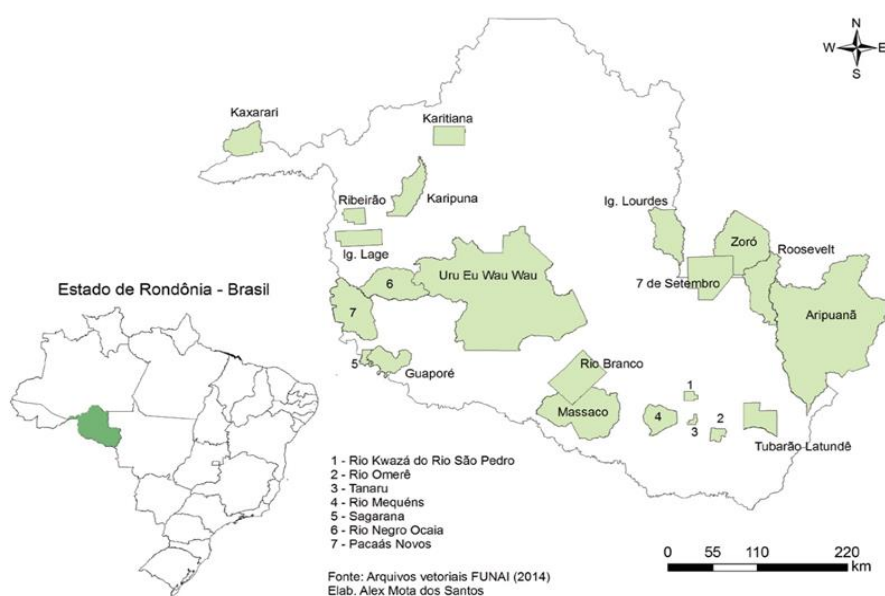 N
W E
S
Kaxarari
Karitiana
Ribeirão
Karipuna
Ig. Lourdes
Zoró
Roosevelt
Ig. Lage
Uru Eu Wau Wau
7 de Setembro
6
Estado de Rondônia - Brasil
7
Aripuanã
5
Guaporé
Rio Branco
1
Massaco
4
2
3
Tubarão Latundê
1 - Rio Kwazá do Rio São Pedro
2 - Rio Omerê
3 - Tanaru
4 - Rio Mequéns
5 - Sagarana
6 - Rio Negro Ocaia
7 - Pacaás Novos
0 55 110 220
km
Fonte: Arquivos vetoriais FUNAI (2014)
Elab. Alex Mota dos Santos